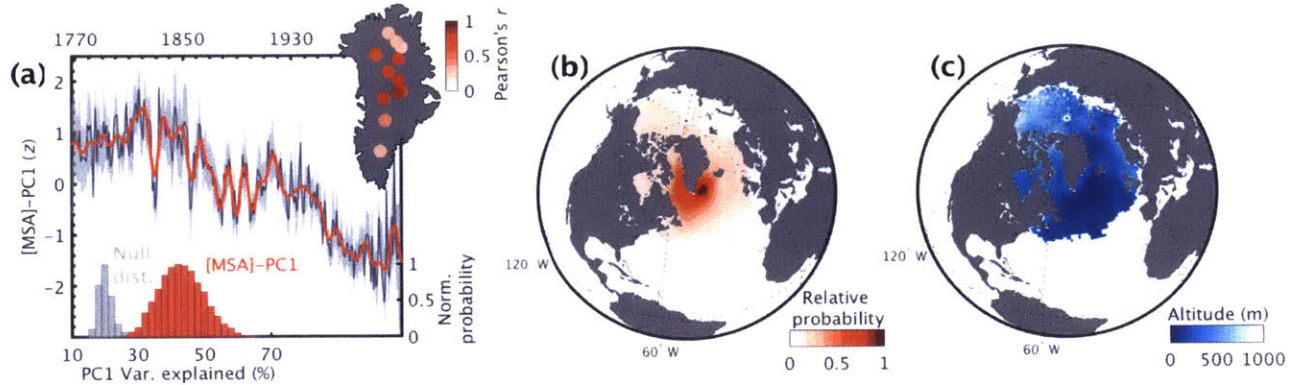 1770 1850 1930
(a)
2
1
0
-1
-2
[MSA]-PC1 (z)
Null
dist.
[MSA]-PC1
1
0.5
0
Norm.
probability
10 30 50 70
PC1 Var. explained (%)
1
0.5
0
Pearson's r
(b)
120° W
60° W
Relative
probability
0 0.5 1
(c)
120° W
60° W
Altitude (m)
0 500 1000